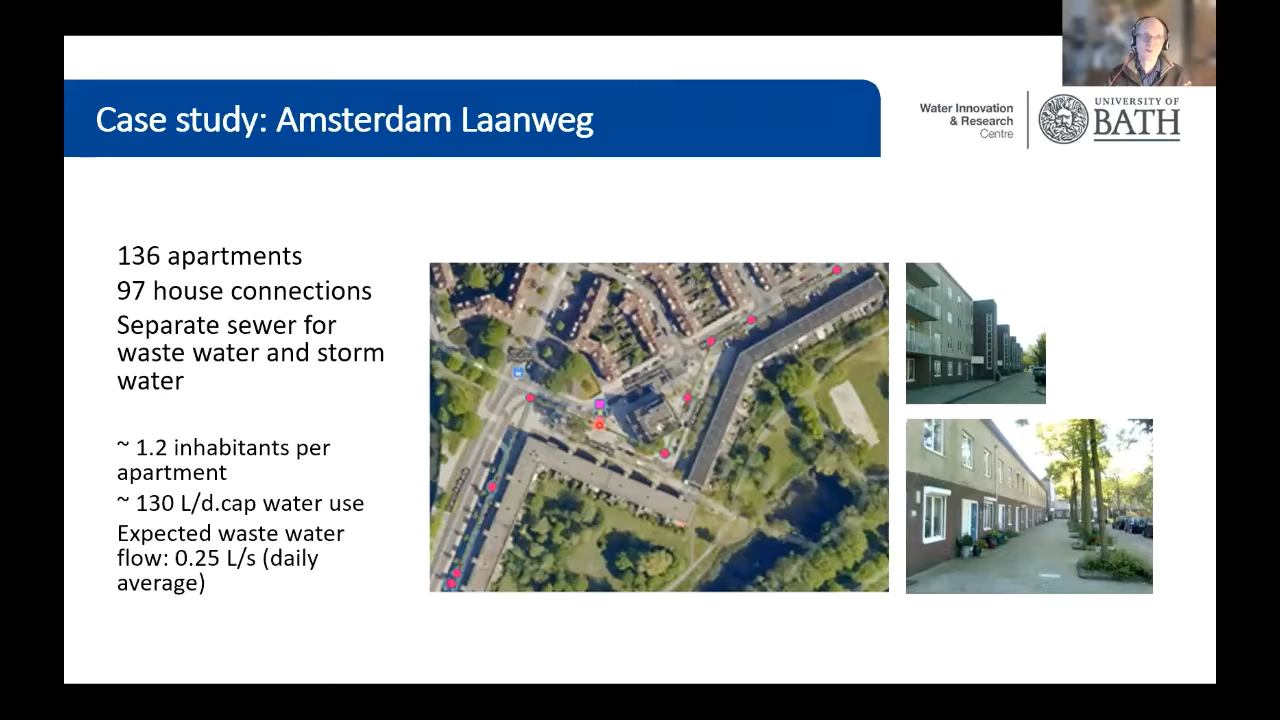 Case study: Amsterdam Laanweg
Water Innovation
& Research
Centre
UNIVERSITY OF
BATH
136 apartments
97 house connections
Separate sewer for
waste water and storm
water
~ 1.2 inhabitants per
apartment
~ 130 L/d.cap water use
Expected waste water
flow: 0.25 L/s (daily
average)